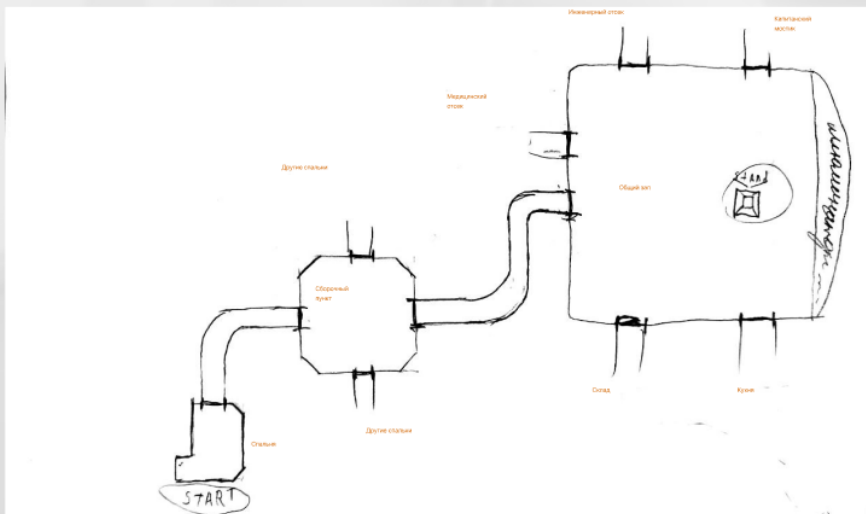 Инженерный отсек
Капитанский
мостик
Медицинский
отсек
Другие спальни
Общий зал
Сборочный
пункт
Склад
Кухня
Другие спальни
Спальня
START